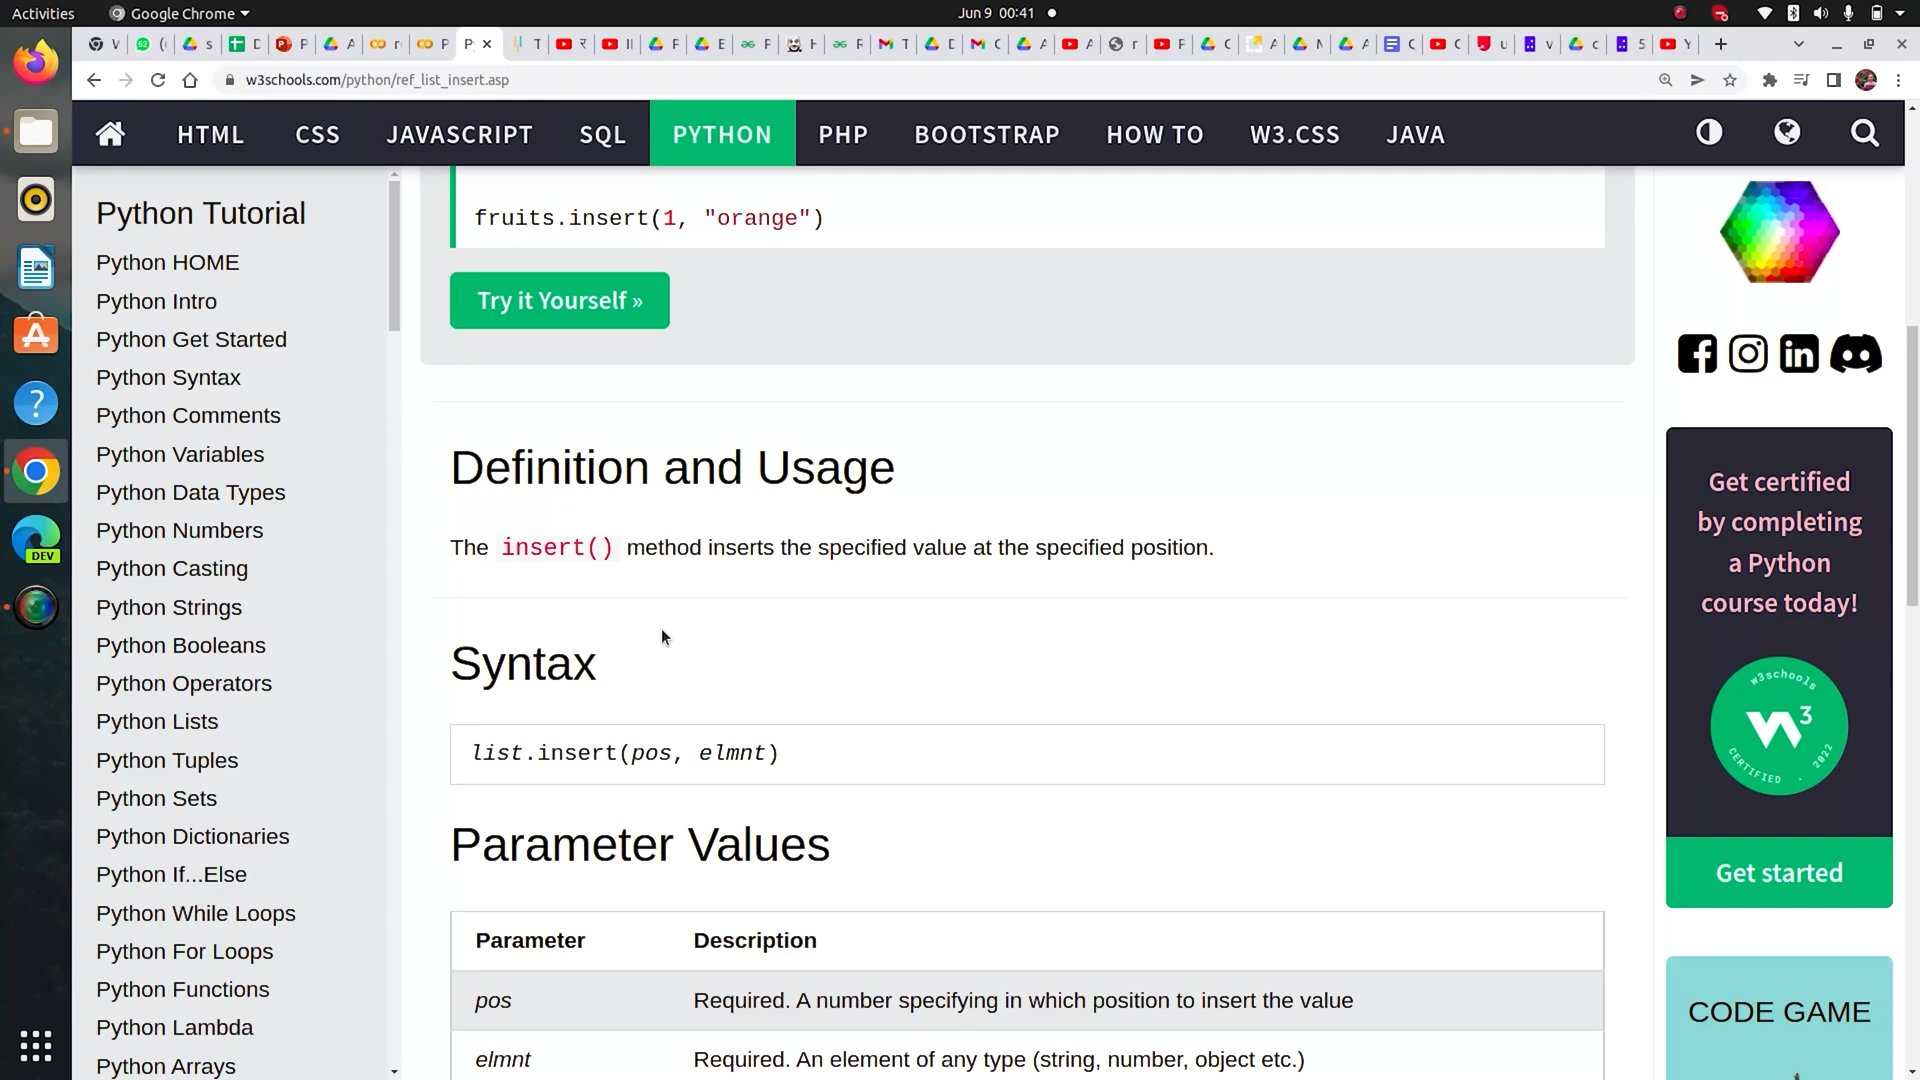 Activities
Google Chrome
Jun 9 00:41
w3schools.com/python/ref_list_insert.asp
HTML
CSS
JAVASCRIPT
SQL
PYTHON
PHP
BOOTSTRAP
HOW TO
W3.CSS
JAVA
Python Tutorial
Python HOME
Python Intro
Python Get Started
Python Syntax
Python Comments
Python Variables
Python Data Types
Python Numbers
Python Casting
Python Strings
Python Booleans
Python Operators
Python Lists
Python Tuples
Python Sets
Python Dictionaries
Python If...Else
Python While Loops
Python For Loops
Python Functions
Python Lambda
Python Arrays
fruits.insert(1, "orange")
Try it Yourself »
Definition and Usage
The insert() method inserts the specified value at the specified position.
Syntax
list.insert(pos, elmnt)
Parameter Values
Parameter Description
pos Required. A number specifying in which position to insert the value
elmnt Required. An element of any type (string, number, object etc.)
Get certified
by completing
a Python
course today!
w3schools
CERTIFIED . 2022
Get started
CODE GAME
DEV